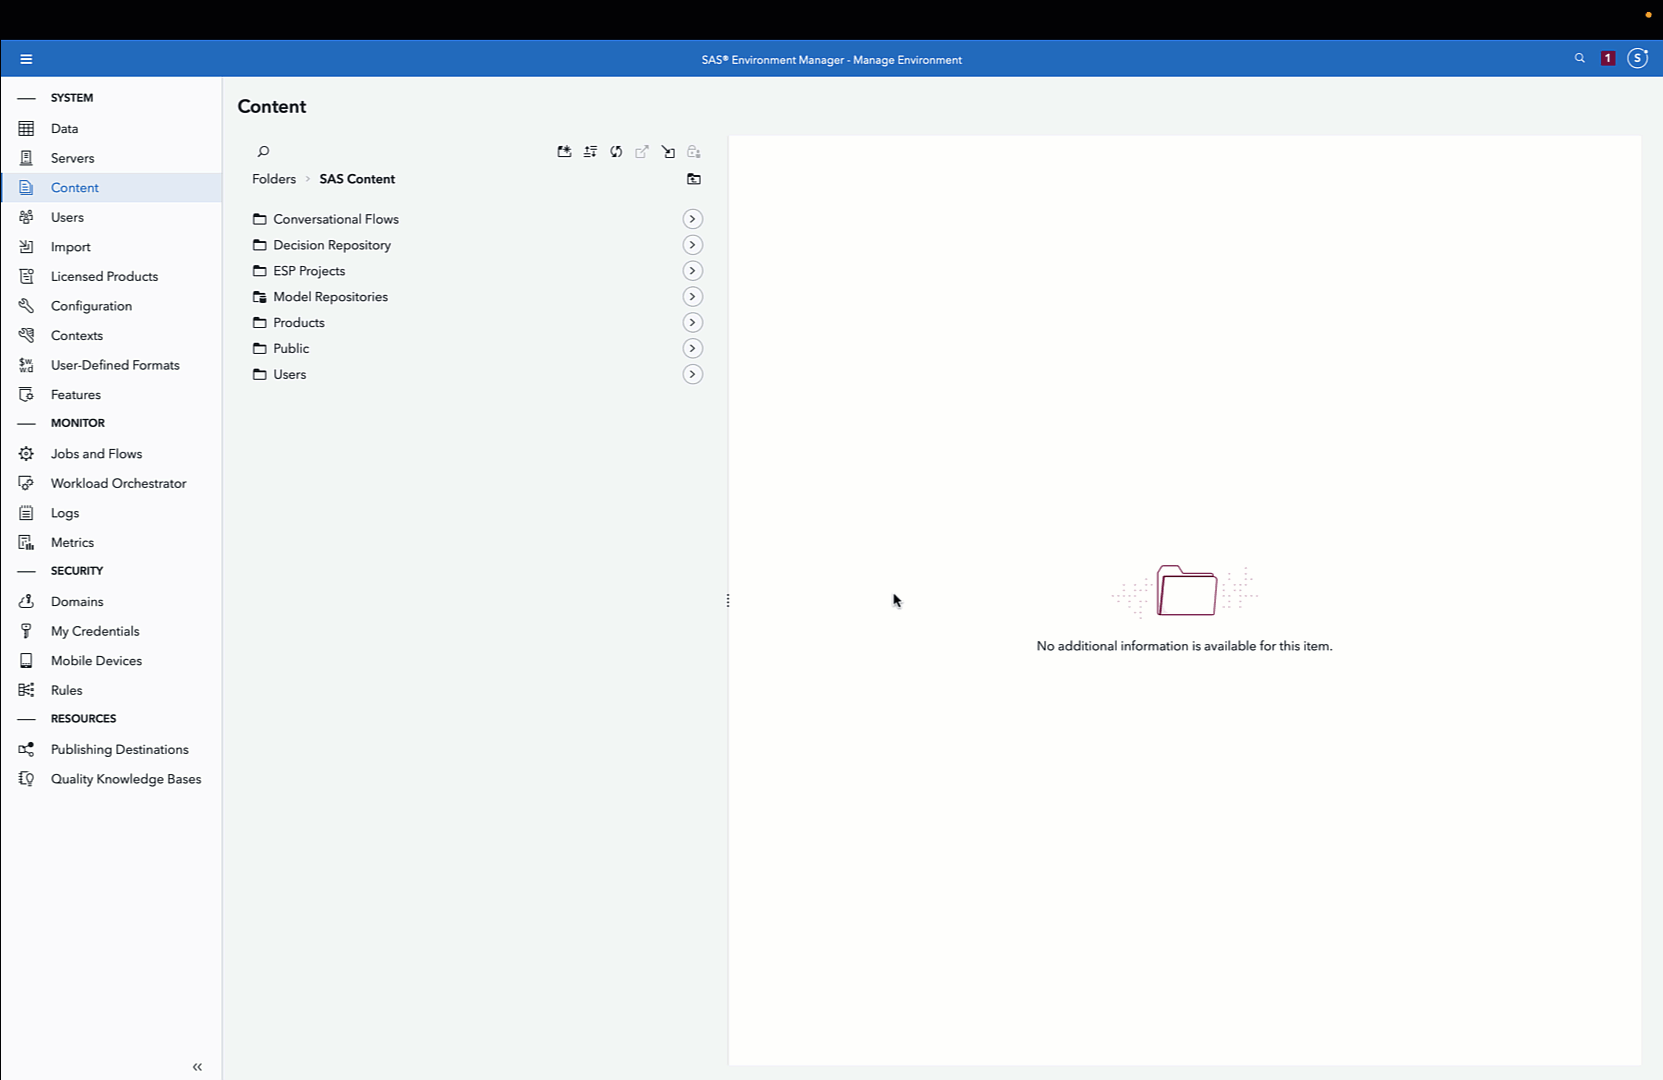 SAS® Environment Manager - Manage Environment
1
S
SYSTEM
Data
Servers
Content
Users
Import
Licensed Products
Configuration
Contexts
User-Defined Formats
Features
MONITOR
Jobs and Flows
Workload Orchestrator
Logs
Metrics
SECURITY
Domains
My Credentials
Mobile Devices
Rules
RESOURCES
Publishing Destinations
Quality Knowledge Bases
Content
Folders > SAS Content
Conversational Flows
Decision Repository
ESP Projects
Model Repositories
Products
Public
Users
No additional information is available for this item.